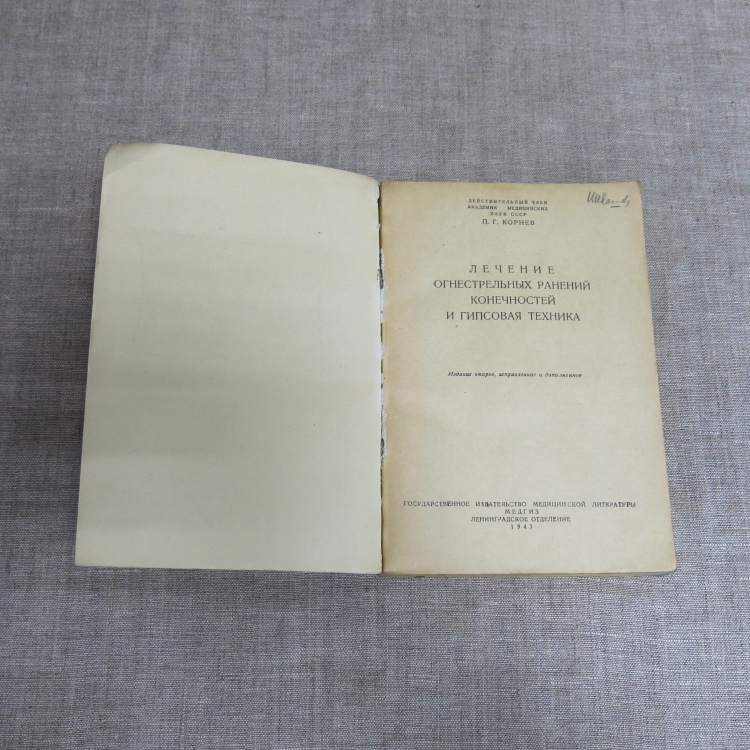 ДЕЙСТВИТЕЛЬНЫЙ ЧЛЕН
АКАДЕМИИ МЕДИЦИНСКИХ
НАУК СССР
П. Г. КОРНЕВ
ЛЕЧЕНИЕ
ОГНЕСТРЕЛЬНЫХ РАНЕНИЙ
КОНЕЧНОСТЕЙ
И ГИПСОВАЯ ТЕХНИКА
Издание второе, исправленное и дополненное
ГОСУДАРСТВЕННОЕ ИЗДАТЕЛЬСТВО МЕДИЦИНСКОЙ ЛИТЕРАТУРЫ
МЕДГИЗ
ЛЕНИНГРАДСКОЕ ОТДЕЛЕНИЕ